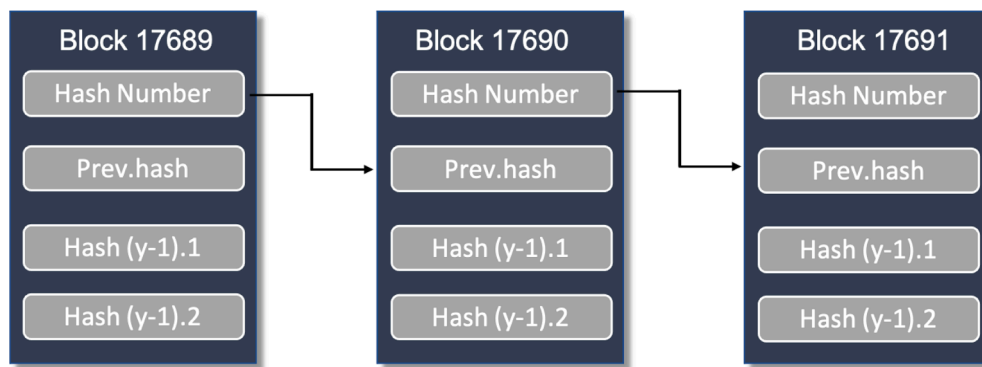 Block 17689
Hash Number
Prev.hash
Hash (y-1).1
Hash (y-1).2
Block 17690
Hash Number
Prev.hash
Hash (y-1).1
Hash (y-1).2
Block 17691
Hash Number
Prev.hash
Hash (y-1).1
Hash (y-1).2